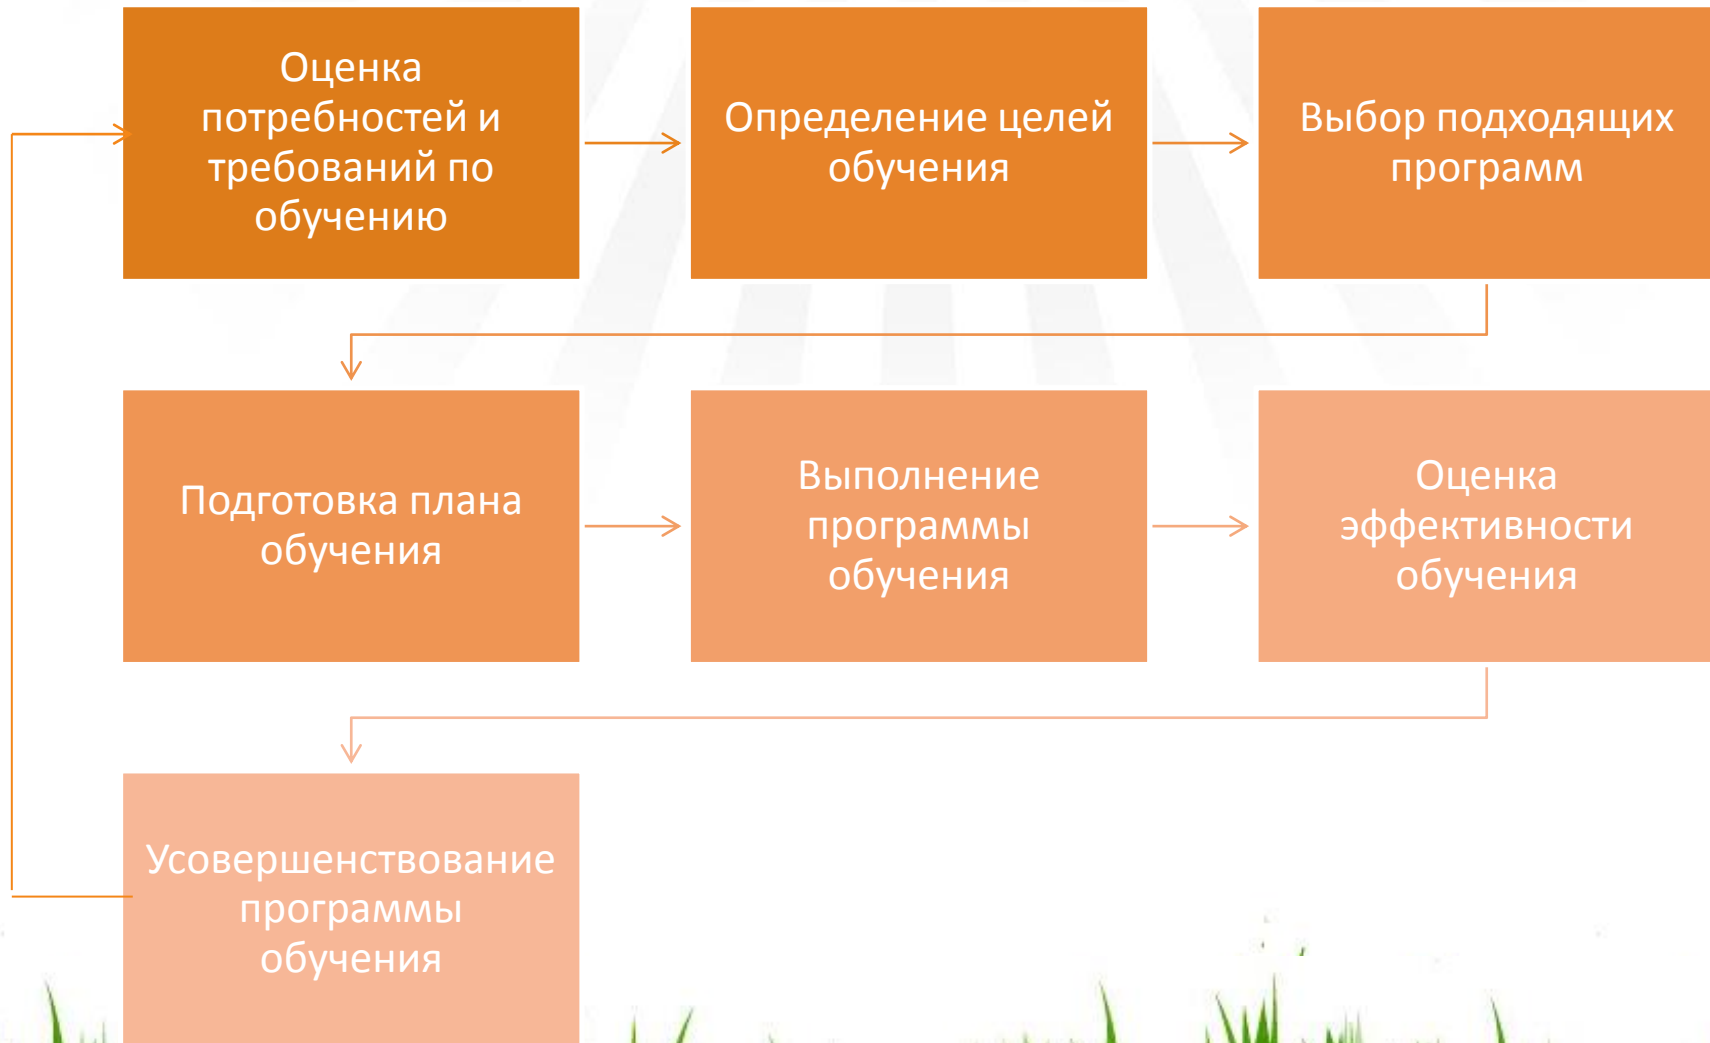 Оценка
потребностей и
требований по
обучению
Определение целей
обучения
Выбор подходящих
программ
Подготовка плана
обучения
Выполнение
программы
обучения
Оценка
эффективности
обучения
Усовершенствование
программы
обучения